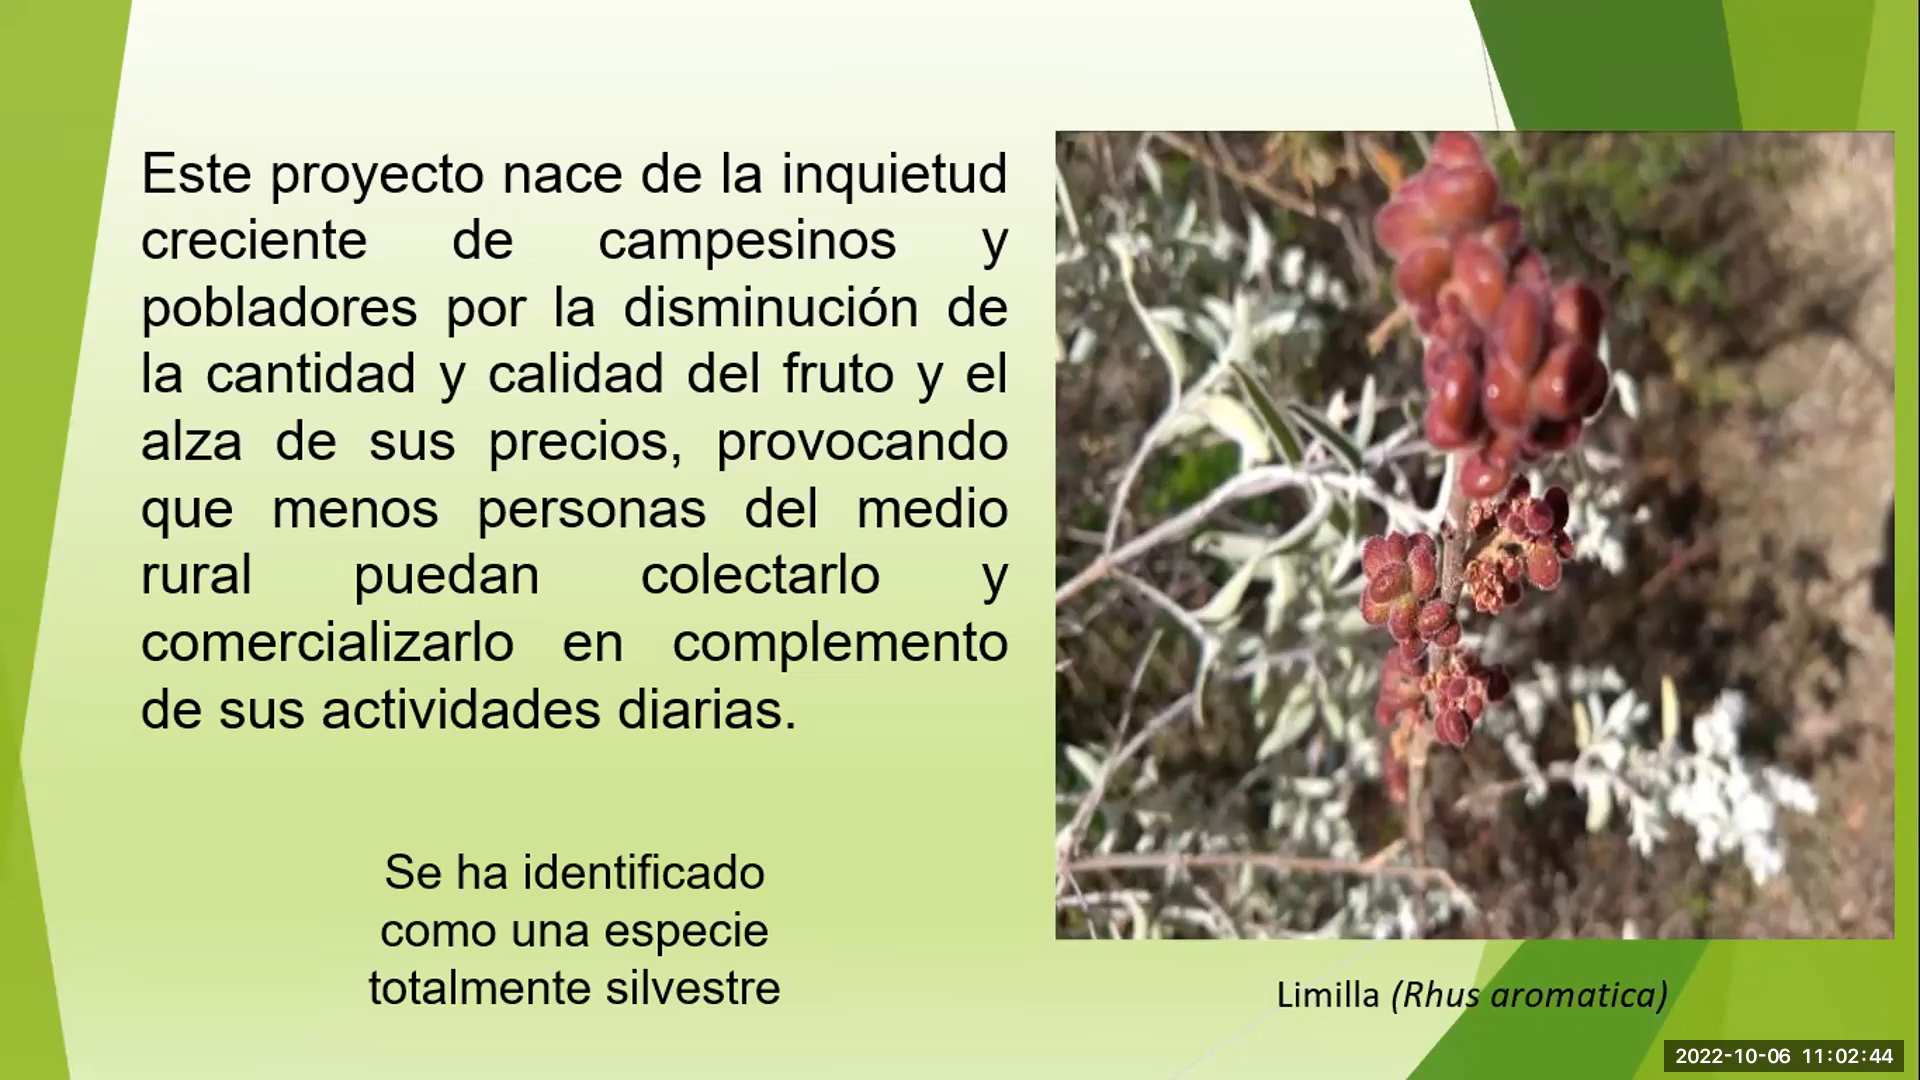 Este proyecto nace de la inquietud
creciente de campesinos y
pobladores por la disminución de
la cantidad y calidad del fruto y el
alza de sus precios, provocando
que menos personas del medio
rural puedan colectarlo y
comercializarlo en complemento
de sus actividades diarias.
Se ha identificado
como una especie
totalmente silvestre
Limilla (Rhus aromatica)
2022-10-06 11:02:44